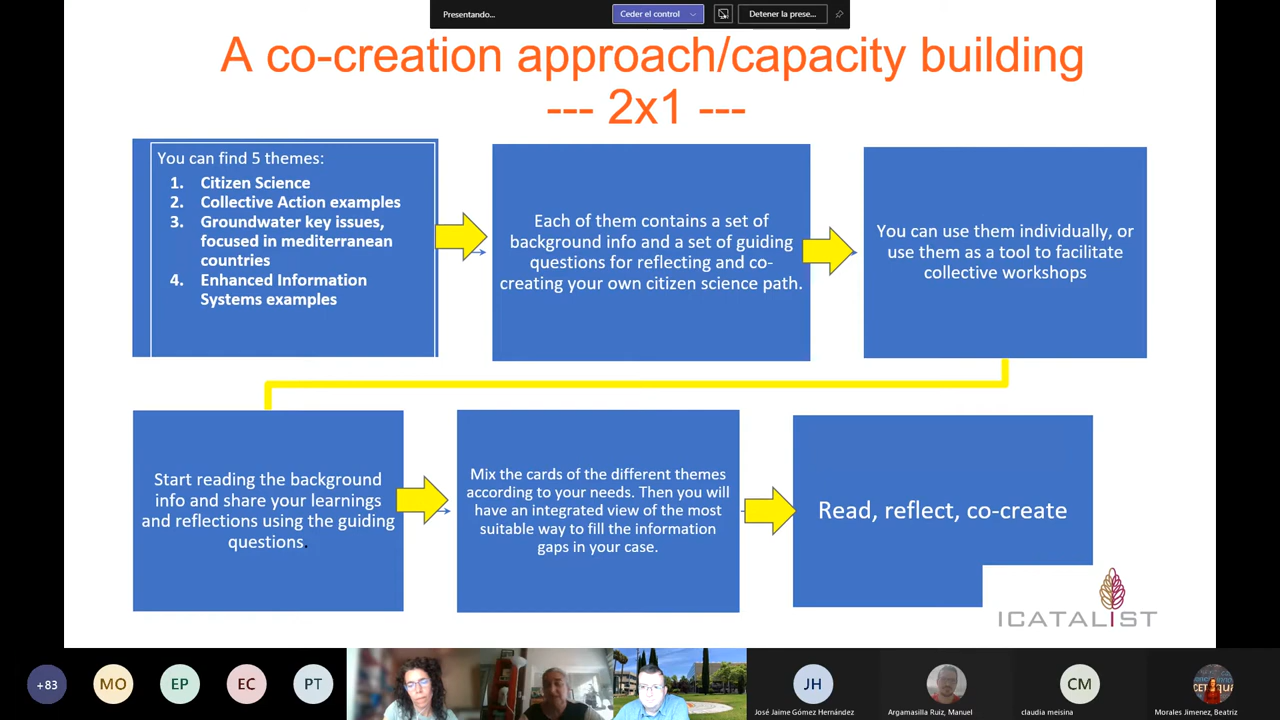 Presentando...
Ceder el control
Detener la prese...
A co-creation approach/capacity building
--- 2x1 ---
You can find 5 themes:
1. Citizen Science
2. Collective Action examples
3. Groundwater key issues,
focused in mediterranean
countries
4. Enhanced Information
Systems examples
Each of them contains a set of
background info and a set of guiding
questions for reflecting and co-
creating your own citizen science path.
You can use them individually, or
use them as a tool to facilitate
collective workshops
Start reading the background
info and share your learnings
and reflections using the guiding
questions.
Mix the cards of the different themes
according to your needs. Then you will
have an integrated view of the most
suitable way to fill the information
gaps in your case.
Read, reflect, co-create
ICATALIST
+83
MO
EP
EC
PT
JH
José Jaime Gómez Hernández
Argamasilla Ruiz, Manuel
CM
claudia meisina
Morales Jimenez, Beatriz